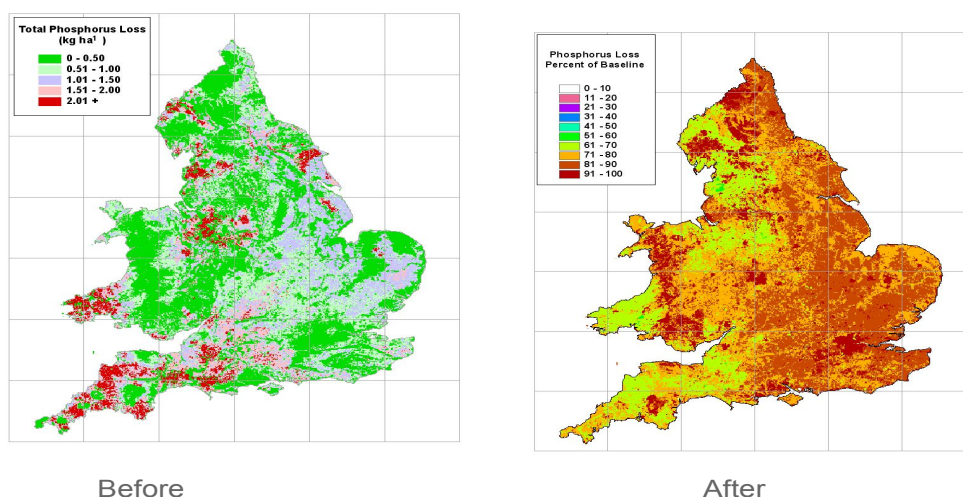 Total Phosphorus Loss
(kg ha¹ )
0 - 0.50
0.51 - 1.00
1.01 - 1.50
1.51 - 2.00
2.01 +
Phosphorus Loss
Percent of Baseline
0 - 10
11 - 20
21 - 30
31 - 40
41 - 50
51 - 60
61 - 70
71 - 80
81 - 90
91 - 100
Before
After